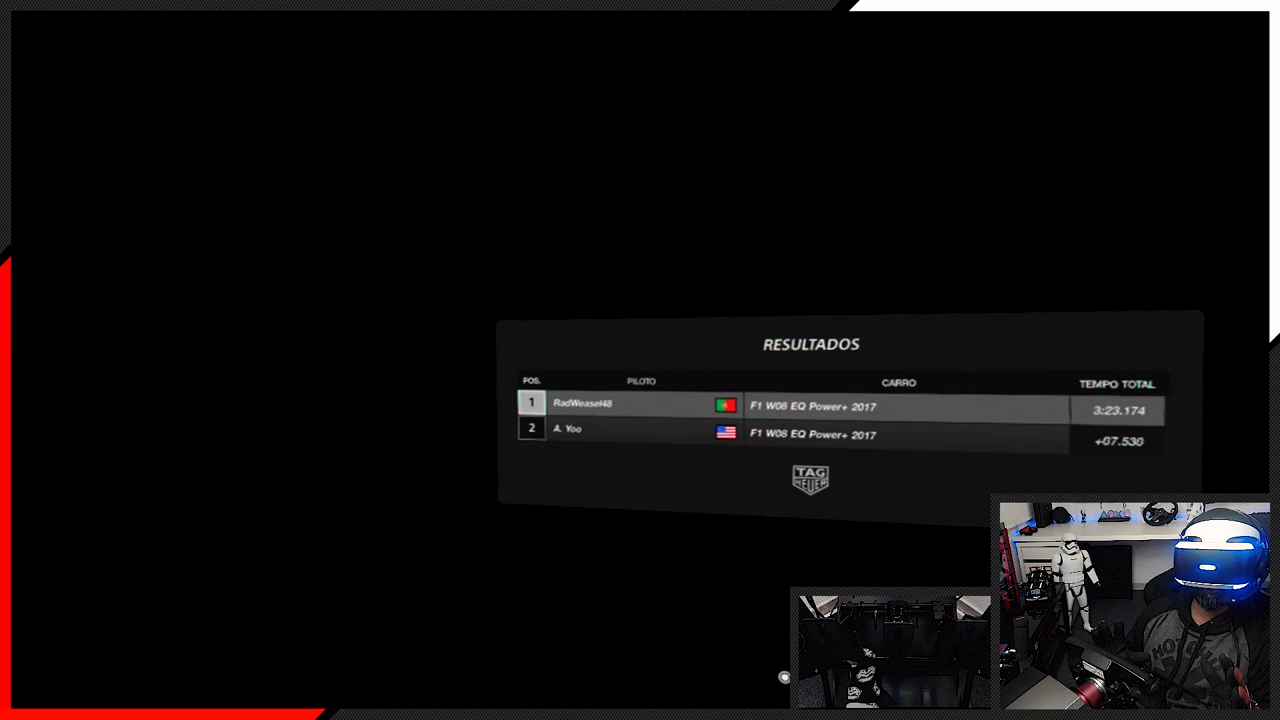 RESULTADOS
POS. PILOTO CARRO TEMPO TOTAL
1 RadWeasel48 F1 W08 EQ Power+ 2017 3:23.174
2 A. Yoo F1 W08 EQ Power+ 2017 +07.530
TAG
HEUER